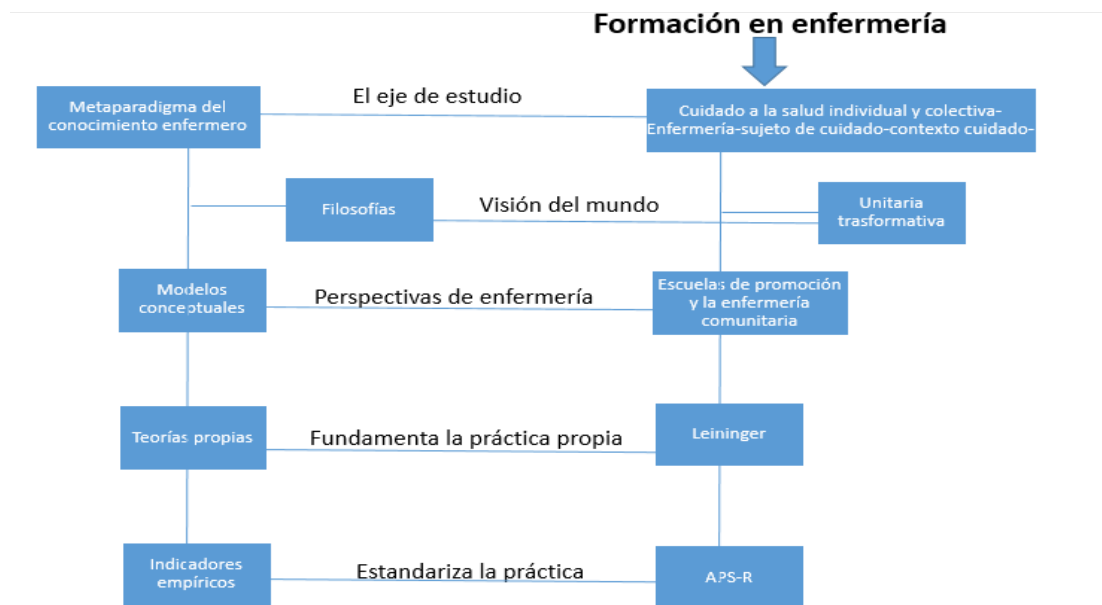 Formación en enfermería
Metaparadigma del
conocimiento enfermero
El eje de estudio
Cuidado a la salud individual y colectiva-
Enfermería-sujeto de cuidado-contexto cuidado-
Filosofías
Visión del mundo
Unitaria
trasformativa
Modelos
conceptuales
Perspectivas de enfermería
Escuelas de promoción
y la enfermería
comunitaria
Teorías propias
Fundamenta la práctica propia
Leininger
Indicadores
empíricos
Estandariza la práctica
APS-R